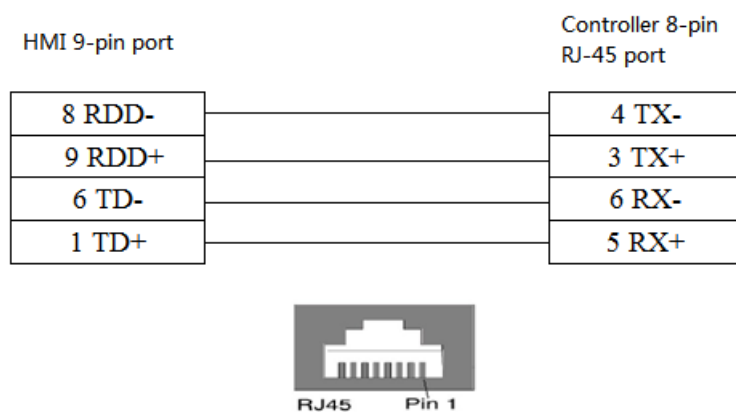 HMI 9-pin port
Controller 8-pin
RJ-45 port
8 RDD-
4 TX-
9 RDD+
3 TX+
6 TD-
6 RX-
1 TD+
5 RX+
RJ45
Pin 1